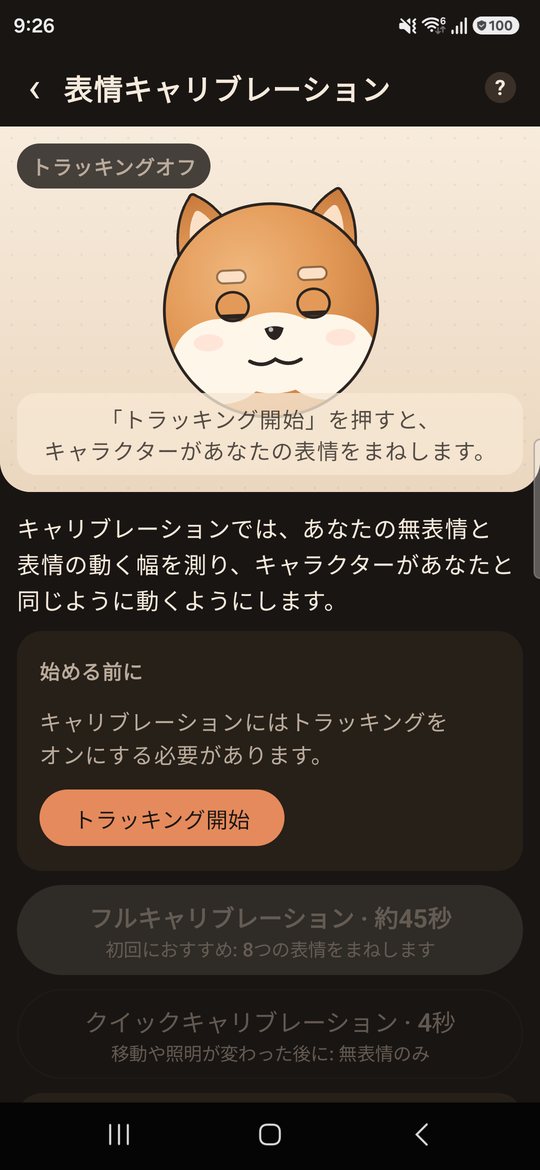 9:26
6
100
表情キャリブレーション
?
トラッキングオフ
「トラッキング開始」を押すと、
キャラクターがあなたの表情をまねします。
キャリブレーションでは、あなたの無表情と
表情の動く幅を測り、キャラクターがあなたと
同じように動くようにします。
始める前に
キャリブレーションにはトラッキングを
オンにする必要があります。
トラッキング開始
フルキャリブレーション · 約45秒
初回におすすめ: 8つの表情をまねします
クイックキャリブレーション · 4秒
移動や照明が変わった後に: 無表情のみ